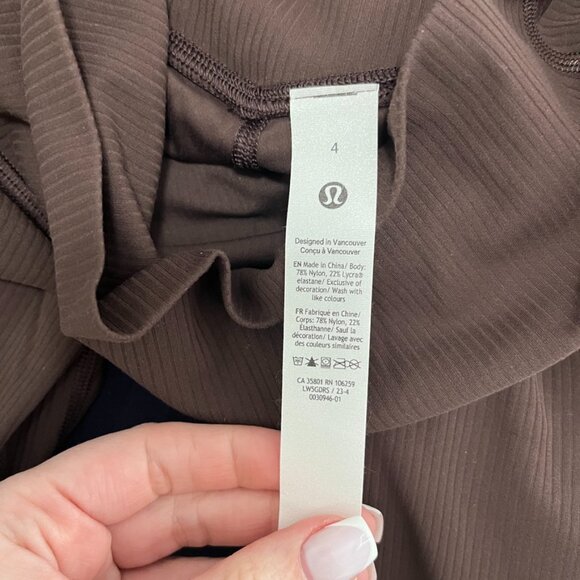 4
Designed in Vancouver
Conçu à Vancouver
EN Made in China/ Body:
78% Nylon, 22% Lycra®
elastane/ Exclusive of
decoration/ Wash with
like colours
FR Fabriqué en Chine/
Corps: 78% Nylon, 22%
Élasthanne/ Sauf la
décoration/ Lavage avec
des couleurs similaires
CA 35801 RN 106259
LW5GDRS / 23-4
0030946-01